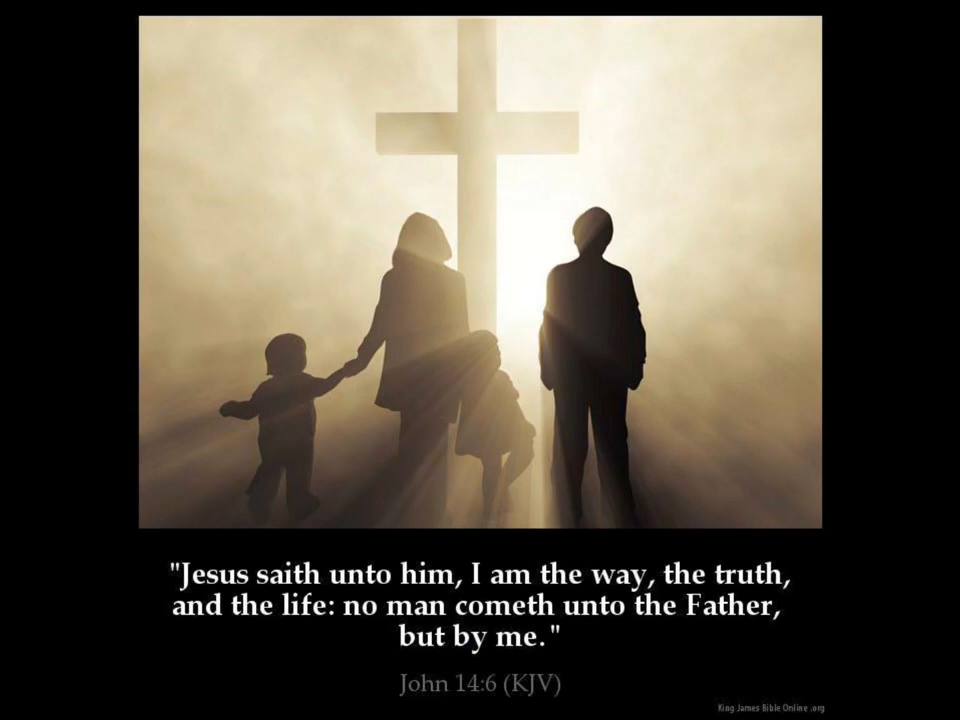 "Jesus saith unto him, I am the way, the truth,
and the life: no man cometh unto the Father,
but by me."
John 14:6 (KJV)
King James Bible Online .org